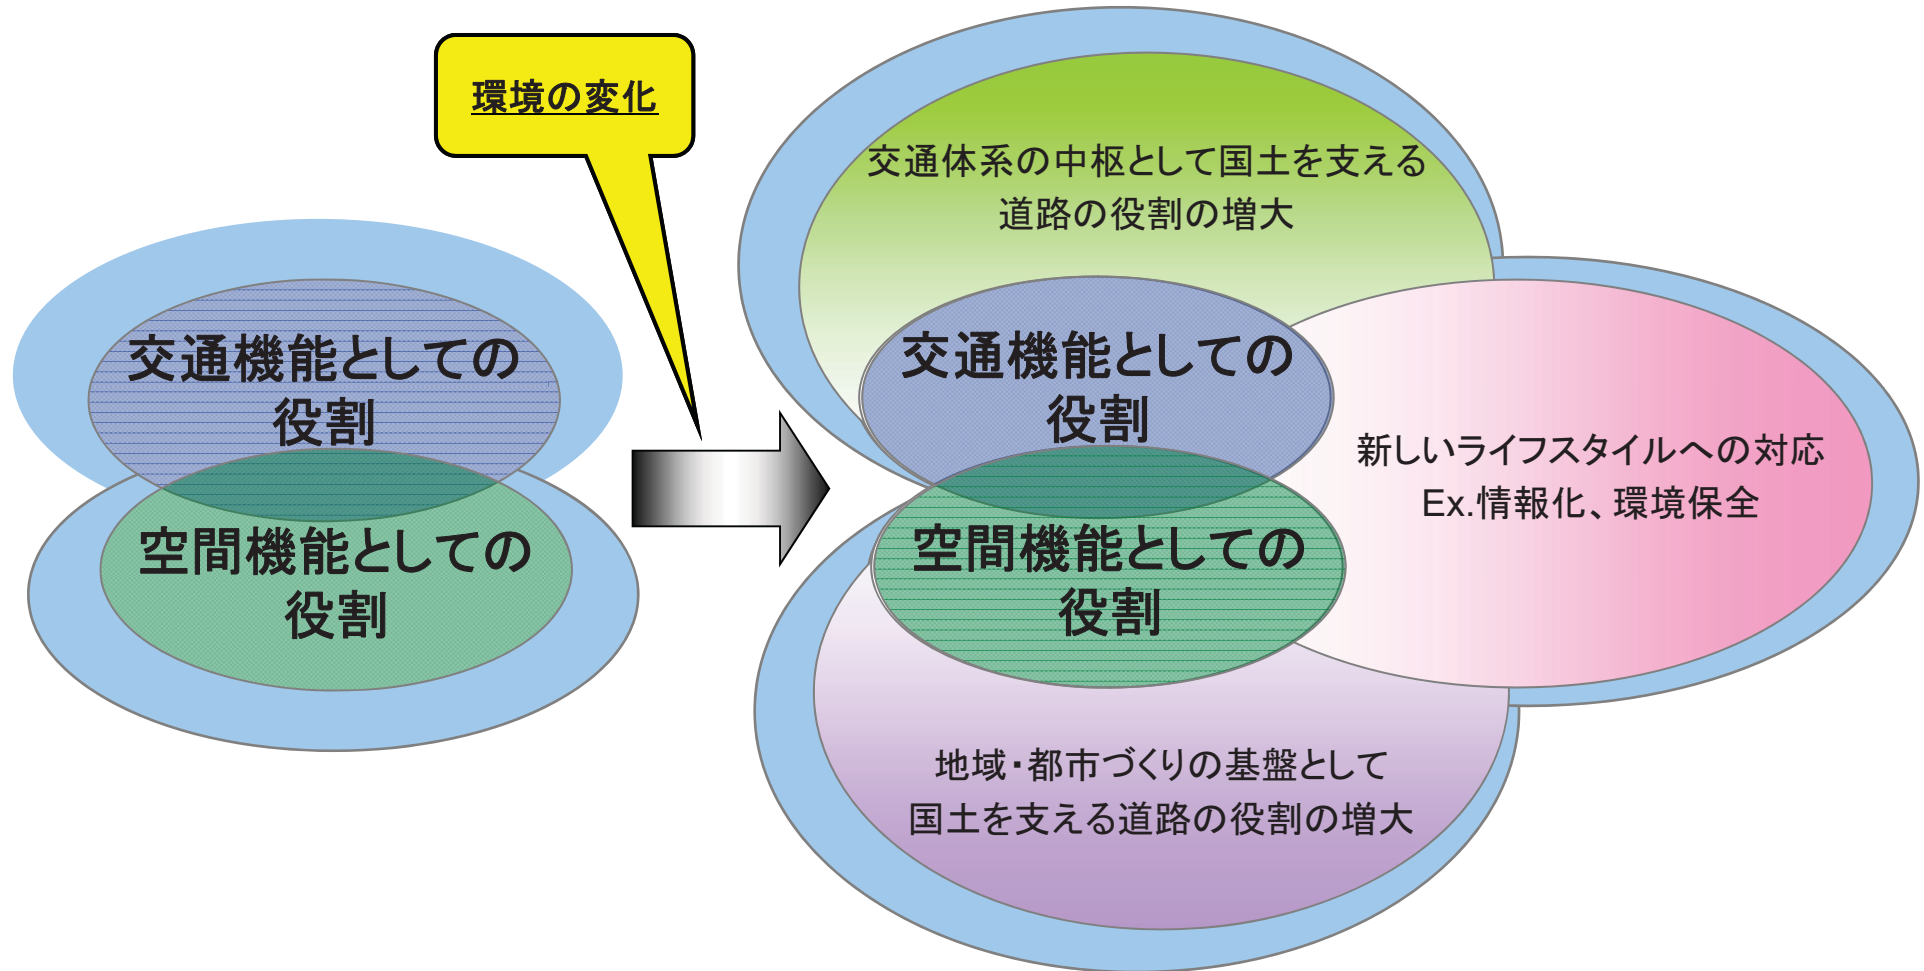 環境の変化
交通機能としての
役割
空間機能としての
役割
交通体系の中枢として国土を支える
道路の役割の増大
交通機能としての
役割
空間機能としての
役割
新しいライフスタイルへの対応
Ex.情報化、環境保全
地域・都市づくりの基盤として
国土を支える道路の役割の増大